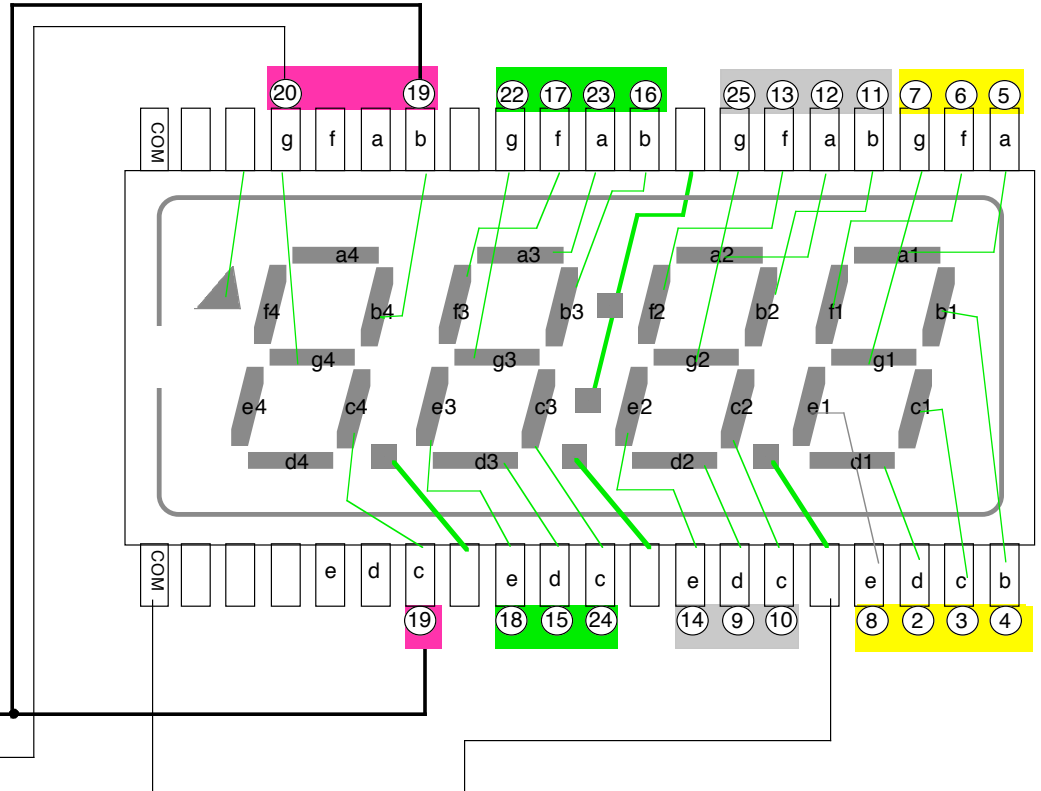 20 19 22 17 23 16 25 13 12 11 7 6 5
COM g f a b g f a b g f a b g f a
a4 a3 a2 a1
f4 b4 f3 b3 f2 b2 f1 b1
g4 g3 g2 g1
e4 c4 e3 c3 e2 c2 e1 c1
d4 d3 d2 d1
COM e d c e d c e d c e d c b
19 18 15 24 14 9 10 8 2 3 4